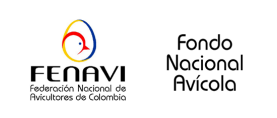 FENAVI
Federación Nacional de
Avicultores de Colombia
Fondo
Nacional
Avícola